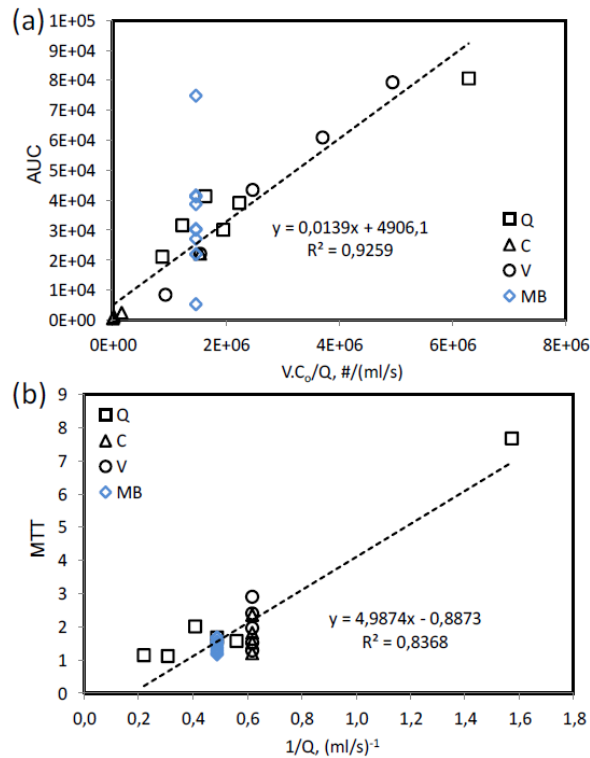 (a)
1E+05
9E+04
8E+04
7E+04
6E+04
5E+04
4E+04
3E+04
2E+04
1E+04
0E+00
AUC
y = 0,0139x + 4906,1
R² = 0,9259
Q
C
V
MB
0E+00 2E+06 4E+06 6E+06 8E+06
V.Cₒ/Q, #/(ml/s)
(b)
9
8
7
6
5
4
3
2
1
0
MTT
Q
C
V
MB
y = 4,9874x - 0,8873
R² = 0,8368
0,0 0,2 0,4 0,6 0,8 1,0 1,2 1,4 1,6 1,8
1/Q, (ml/s)⁻¹